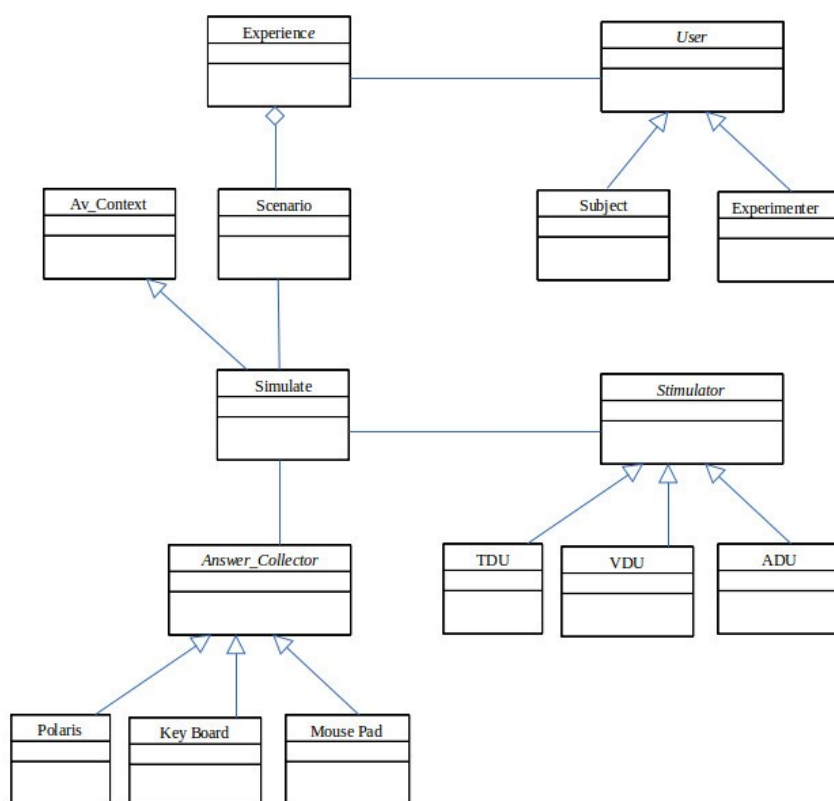 Experience
User
Av_Context
Scenario
Subject
Experimenter
Simulate
Stimulator
Answer_Collector
TDU
VDU
ADU
Polaris
Key Board
Mouse Pad